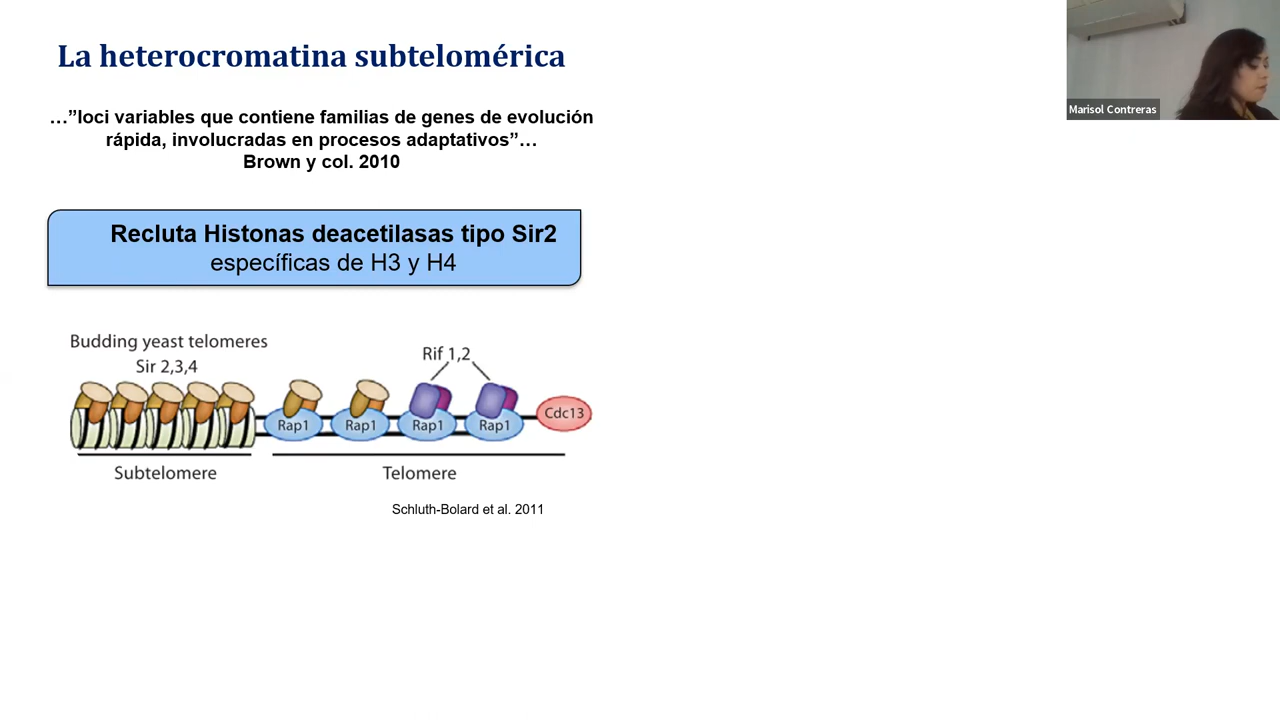 La heterocromatina subtelomérica
…”loci variables que contiene familias de genes de evolución
rápida, involucradas en procesos adaptativos”…
Brown y col. 2010
Recluta Histonas deacetilasas tipo Sir2
específicas de H3 y H4
Budding yeast telomeres
Sir 2,3,4
Rif 1,2
Rap1
Rap1
Rap1
Rap1
Cdc13
Subtelomere
Telomere
Schluth-Bolard et al. 2011
Marisol Contreras